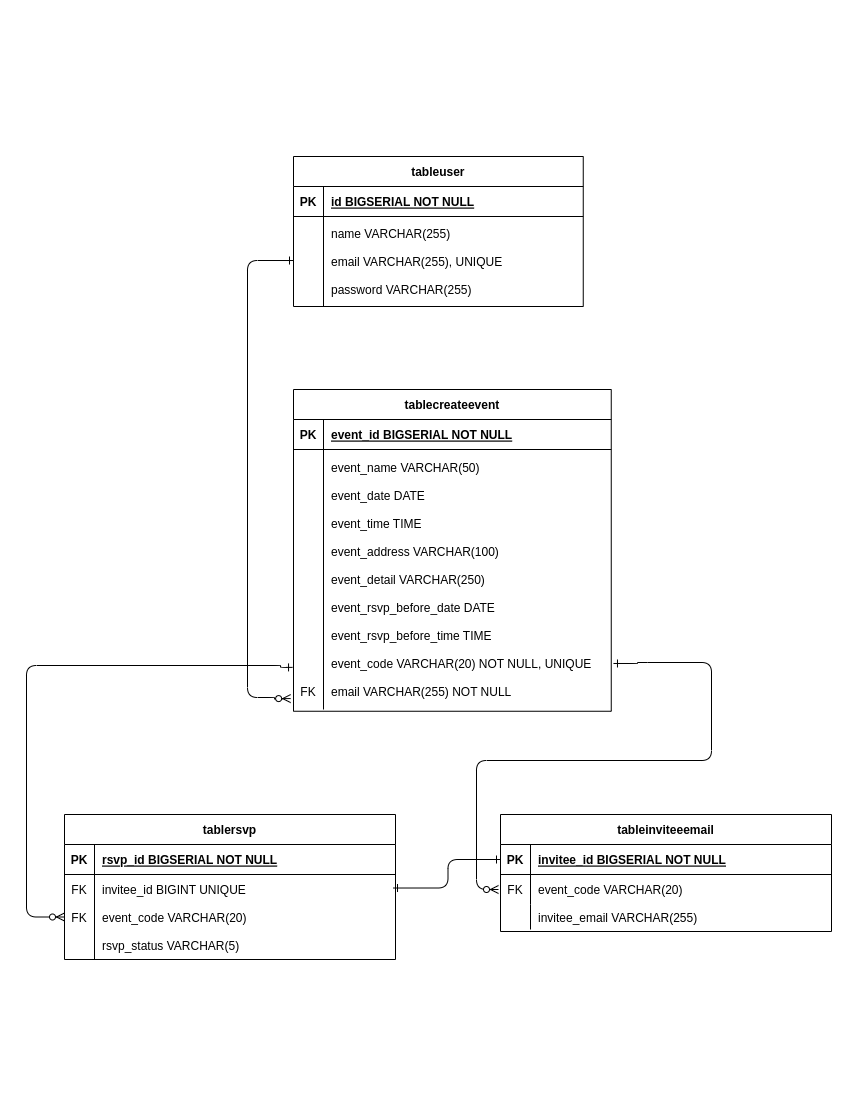 tableuser
PK id BIGSERIAL NOT NULL
name VARCHAR(255)
email VARCHAR(255), UNIQUE
password VARCHAR(255)
tablecreateevent
PK event_id BIGSERIAL NOT NULL
event_name VARCHAR(50)
event_date DATE
event_time TIME
event_address VARCHAR(100)
event_detail VARCHAR(250)
event_rsvp_before_date DATE
event_rsvp_before_time TIME
event_code VARCHAR(20) NOT NULL, UNIQUE
FK email VARCHAR(255) NOT NULL
tablersvp
PK rsvp_id BIGSERIAL NOT NULL
FK invitee_id BIGINT UNIQUE
FK event_code VARCHAR(20)
rsvp_status VARCHAR(5)
tableinviteeemail
PK invitee_id BIGSERIAL NOT NULL
FK event_code VARCHAR(20)
invitee_email VARCHAR(255)